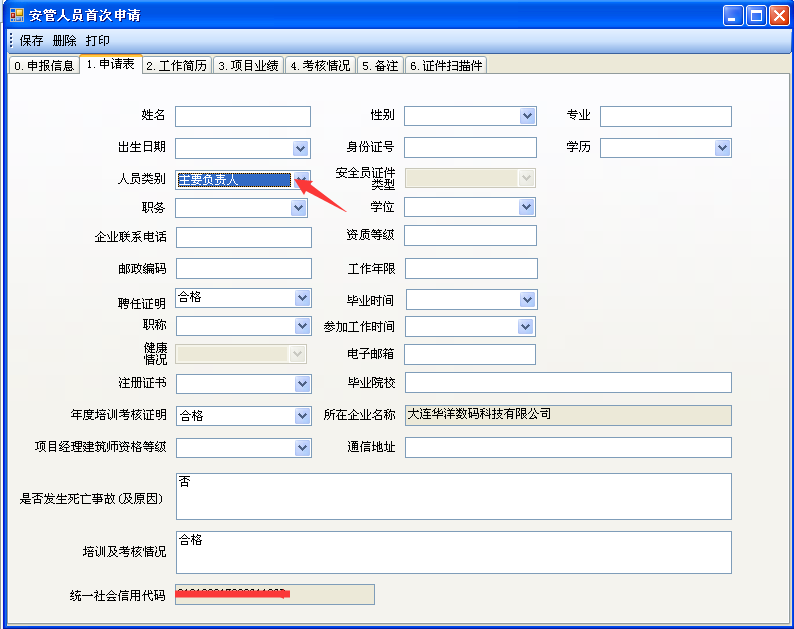 安管人员首次申请
保存 删除 打印
0. 申报信息 1. 申请表 2. 工作简历 3. 项目业绩 4. 考核情况 5. 备注 6. 证件扫描件
姓名 性别 专业
出生日期 身份证号 学历
人员类别 主要负责人 安全员证件类型
职务 学位
企业联系电话 资质等级
邮政编码 工作年限
聘任证明 合格 毕业时间
职称 参加工作时间
健康情况 电子邮箱
注册证书 毕业院校
年度培训考核证明 合格 所在企业名称 大连华洋数码科技有限公司
项目经理建筑师资格等级 通信地址
是否发生死亡事故(及原因) 否
培训及考核情况 合格
统一社会信用代码